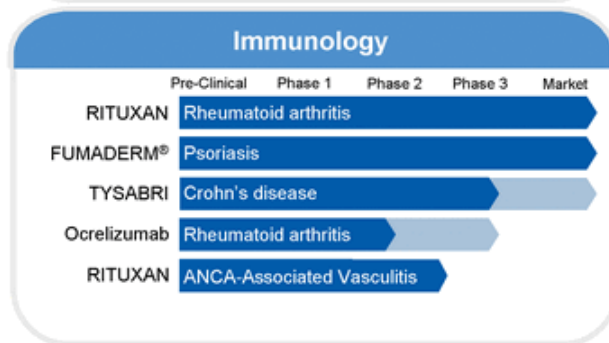 Immunology
Pre-Clinical Phase 1 Phase 2 Phase 3 Market
RITUXAN Rheumatoid arthritis
FUMADERM® Psoriasis
TYSABRI Crohn's disease
Ocrelizumab Rheumatoid arthritis
RITUXAN ANCA-Associated Vasculitis